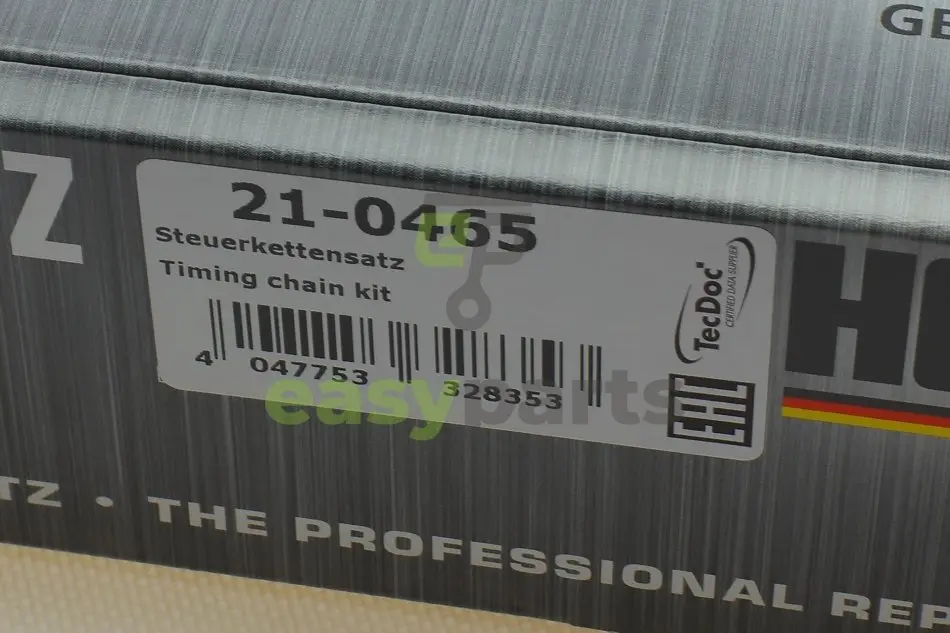 GE
Z
21-0465
Steuerkettensatz
Timing chain kit
4 047753 328353
TecDoc
CERTIFIED DATA SUPPLIER
EAC
HO
easyparts
TZ • THE PROFESSIONAL REP